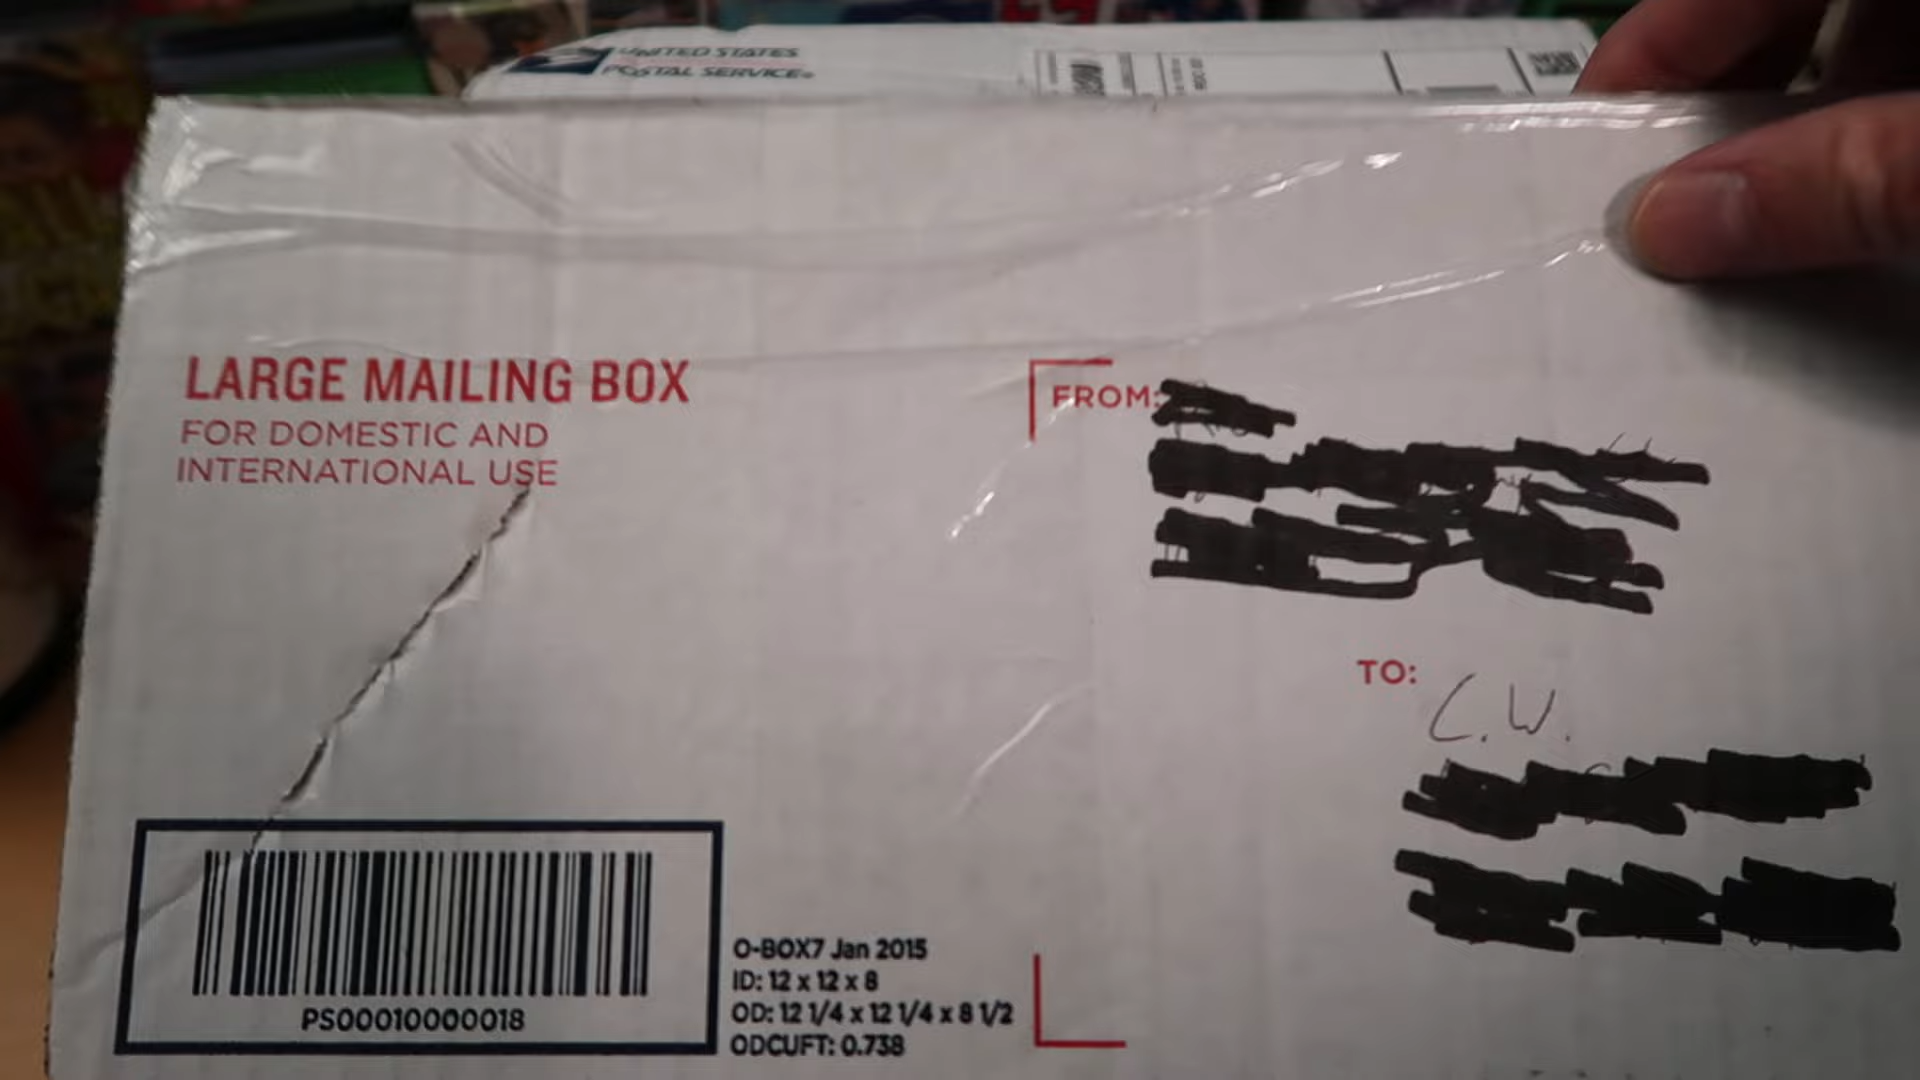 UNITED STATES
POSTAL SERVICE®
LARGE MAILING BOX
FOR DOMESTIC AND
INTERNATIONAL USE
FROM:
TO:
C.W.
PS00010000018
O-BOX7 Jan 2015
ID: 12 x 12 x 8
OD: 12 1/4 x 12 1/4 x 8 1/2
ODCUFT: 0.738